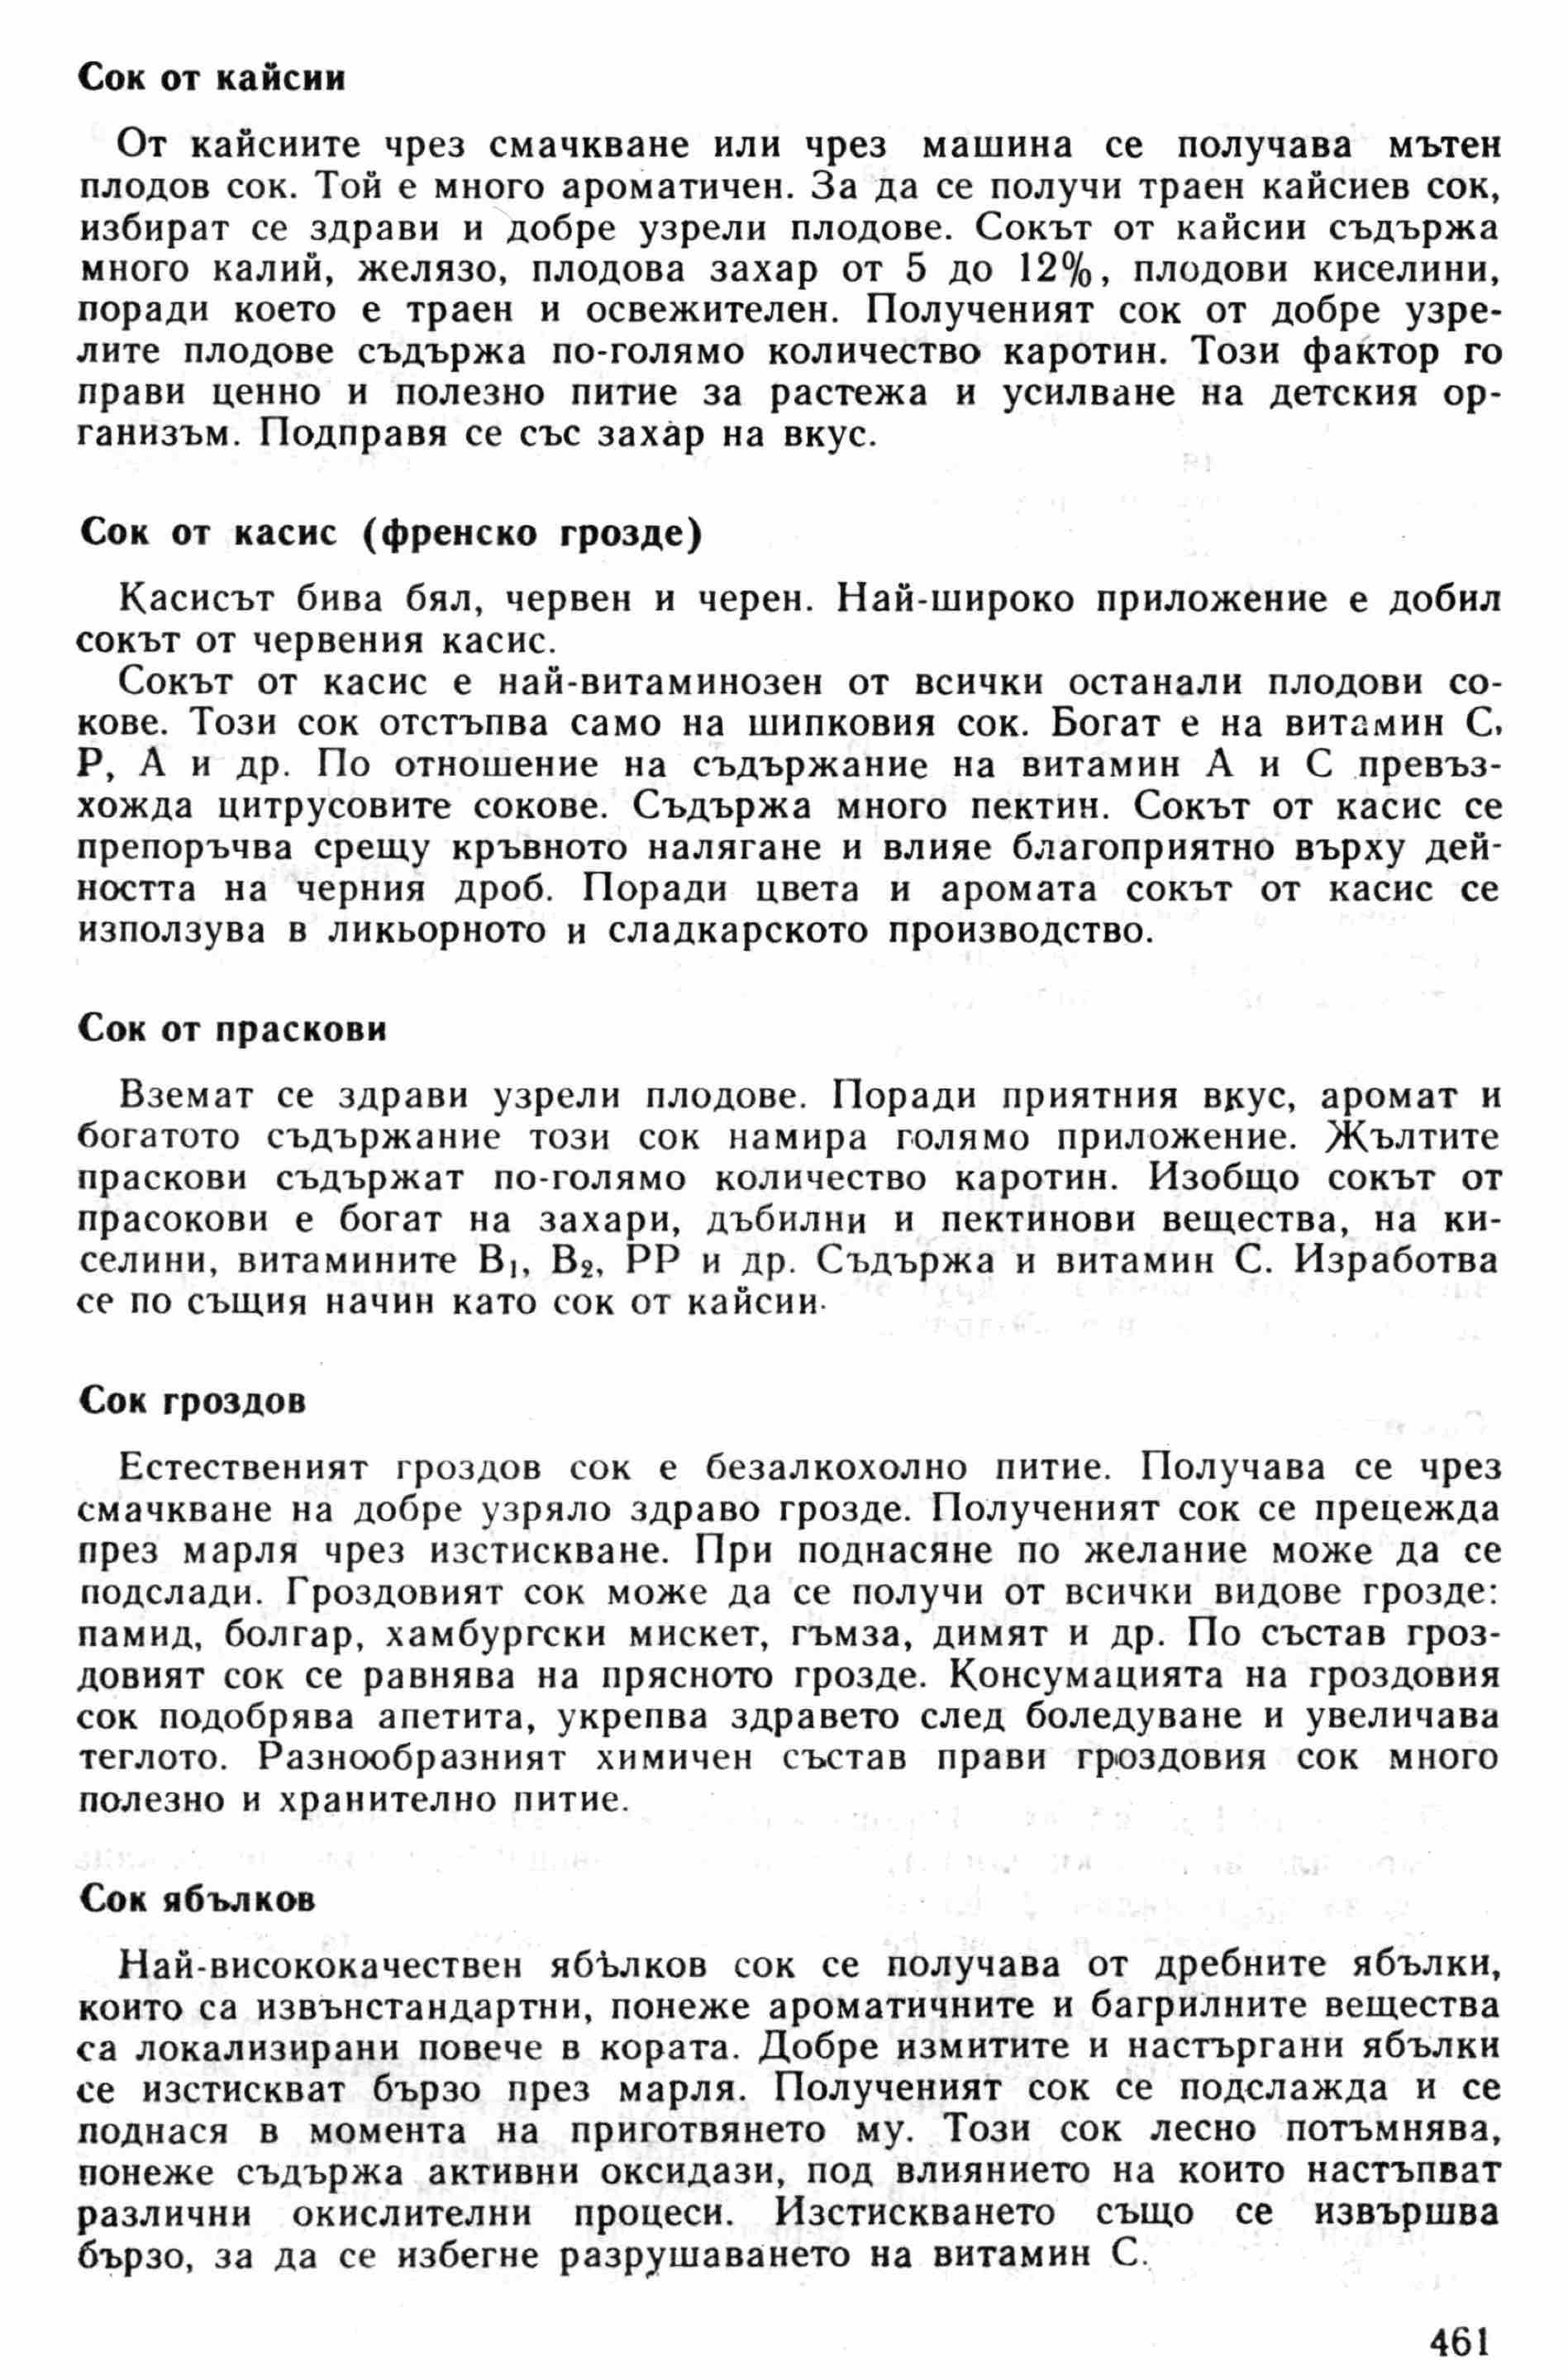 Сок от кайсии
От кайсиите чрез смачкване или чрез машина се получава мътен
плодов сок. Той е много ароматичен. За да се получи траен кайсиев сок,
избират се здрави и добре узрели плодове. Сокът от кайсии съдържа
много калий, желязо, плодова захар от 5 до 12%, плодови киселини,
поради което е траен и освежителен. Полученият сок от добре узре-
лите плодове съдържа по-голямо количество каротин. Този фактор го
прави ценно и полезно питие за растежа и усилване на детския ор-
ганизъм. Подправя се със захар на вкус.
Сок от касис (френско грозде)
Касисът бива бял, червен и черен. Най-широко приложение е добил
сокът от червения касис.
Сокът от касис е най-витаминозен от всички останали плодови со-
кове. Този сок отстъпва само на шипковия сок. Богат е на витамин С,
Р, А и др. По отношение на съдържание на витамин А и С превъз-
хожда цитрусовите сокове. Съдържа много пектин. Сокът от касис се
препоръчва срещу кръвното налягане и влияе благоприятно върху дей-
ността на черния дроб. Поради цвета и аромата сокът от касис се
използува в ликьорното и сладкарското производство.
Сок от праскови
Вземат се здрави узрели плодове. Поради приятния вкус, аромат и
богатото съдържание този сок намира голямо приложение. Жълтите
праскови съдържат по-голямо количество каротин. Изобщо сокът от
прасокови е богат на захари, дъбилни и пектинови вещества, на ки-
селини, витамините В₁, В₂, РР и др. Съдържа и витамин С. Изработва
се по същия начин като сок от кайсии.
Сок гроздов
Естественият гроздов сок е безалкохолно питие. Получава се чрез
смачкване на добре узряло здраво грозде. Полученият сок се прецежда
през марля чрез изстискване. При поднасяне по желание може да се
подслади. Гроздовият сок може да се получи от всички видове грозде:
памид, болгар, хамбургски мискет, гъмза, димят и др. По състав гроз-
довият сок се равнява на прясното грозде. Консумацията на гроздовия
сок подобрява апетита, укрепва здравето след боледуване и увеличава
теглото. Разнообразният химичен състав прави гроздовия сок много
полезно и хранително питие.
Сок ябълков
Най-висококачествен ябълков сок се получава от дребните ябълки,
които са извънстандартни, понеже ароматичните и багрилните вещества
са локализирани повече в кората. Добре измитите и настъргани ябълки
се изстискват бързо през марля. Полученият сок се подслажда и се
поднася в момента на приготвянето му. Този сок лесно потъмнява,
понеже съдържа активни оксидази, под влиянието на които настъпват
различни окислителни процеси. Изстискването също се извършва
бързо, за да се избегне разрушаването на витамин С.
461